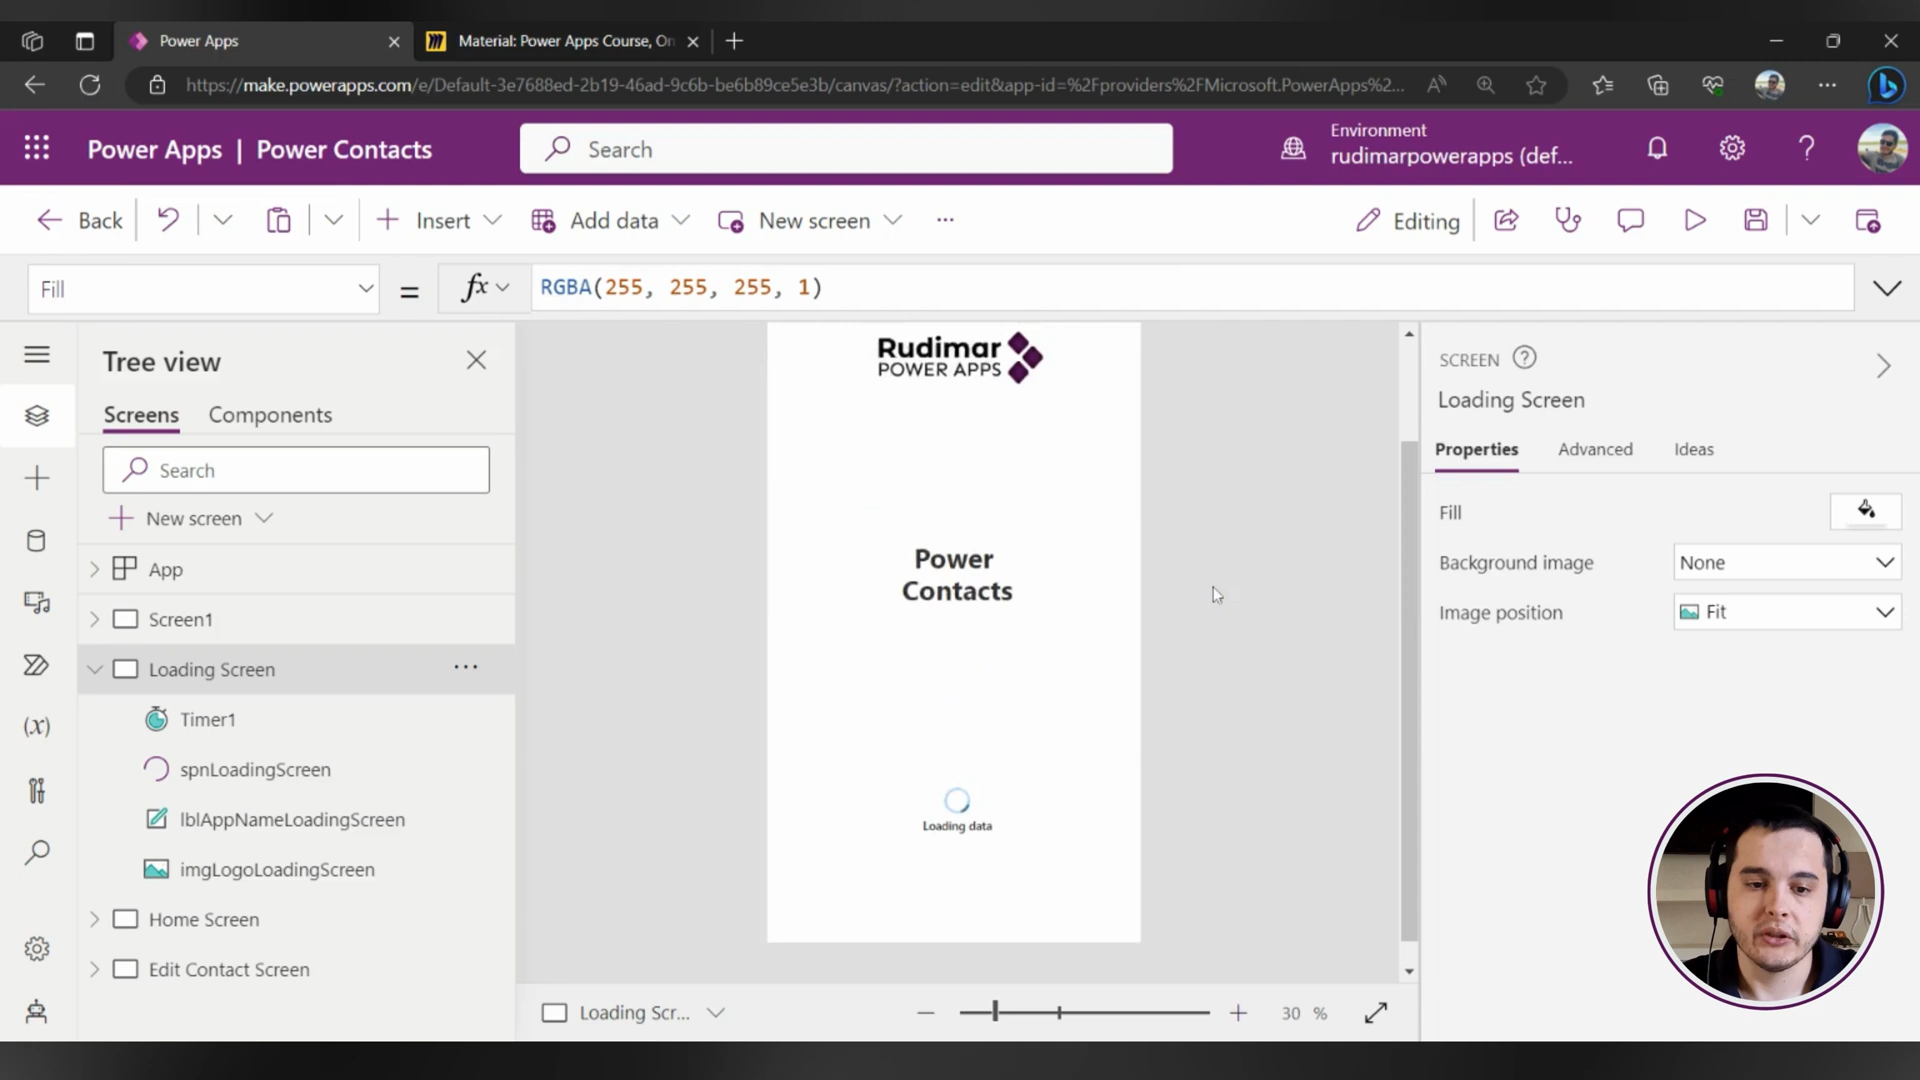 Power Apps
Material: Power Apps Course, On
https://make.powerapps.com/e/Default-3e7688ed-2b19-46ad-9c6b-be6b89ce5e3b/canvas/?action=edit&app-id=%2Fproviders%2FMicrosoft.PowerApps%2...
Power Apps | Power Contacts
Search
Environment
rudimarpowerapps (def...
Back
Insert
Add data
New screen
...
Editing
Fill
=
fx
RGBA(255, 255, 255, 1)
Tree view
Screens
Components
Search
New screen
App
Screen1
Loading Screen
...
Timer1
spnLoadingScreen
lblAppNameLoadingScreen
imgLogoLoadingScreen
Home Screen
Edit Contact Screen
(x)
Rudimar
POWER APPS
Power
Contacts
Loading data
Loading Scr...
30 %
SCREEN
Loading Screen
Properties
Advanced
Ideas
Fill
Background image
None
Image position
Fit